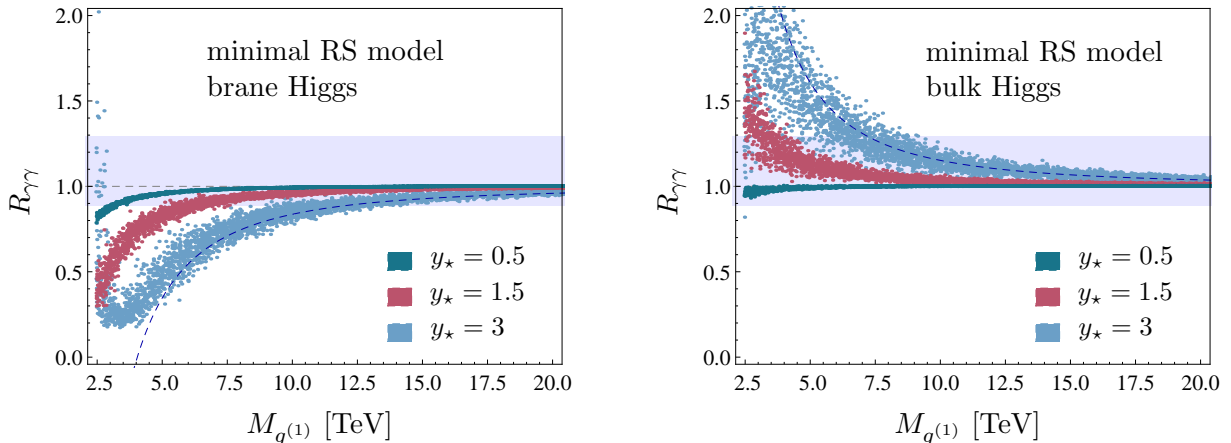 minimal RS model
brane Higgs
R_γγ
2.0
1.5
1.0
0.5
0.0
y⋆ = 0.5
y⋆ = 1.5
y⋆ = 3
2.5 5.0 7.5 10.0 12.5 15.0 17.5 20.0
M_g(1) [TeV]
minimal RS model
bulk Higgs
R_γγ
2.0
1.5
1.0
0.5
0.0
y⋆ = 0.5
y⋆ = 1.5
y⋆ = 3
2.5 5.0 7.5 10.0 12.5 15.0 17.5 20.0
M_g(1) [TeV]